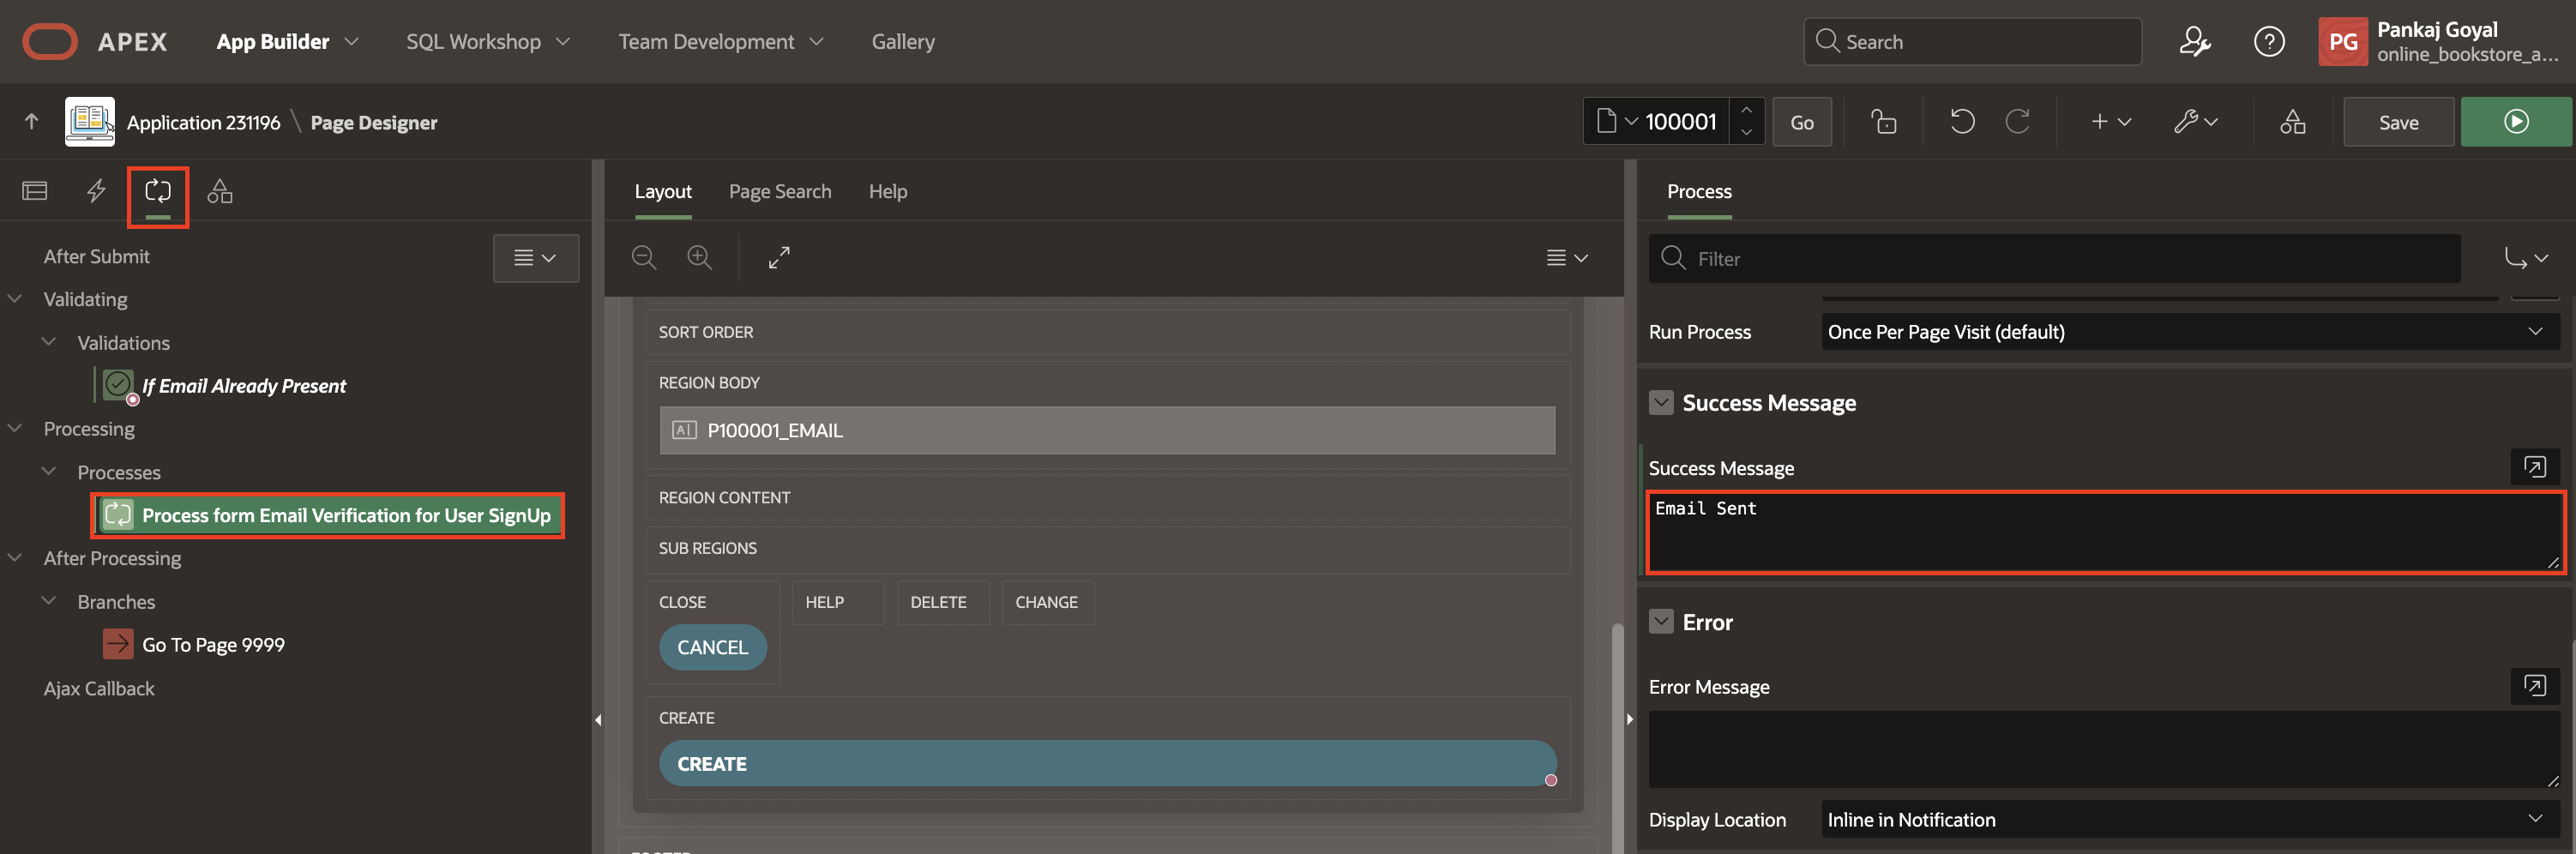 APEX App Builder SQL Workshop Team Development Gallery Search PG Pankaj Goyal
online_bookstore_a...
Application 231196 \ Page Designer 100001 Go Save
Layout Page Search Help
Process
After Submit
Validating
Validations
If Email Already Present
Processing
Processes
Process form Email Verification for User SignUp
After Processing
Branches
Go To Page 9999
Ajax Callback
SORT ORDER
REGION BODY
P100001_EMAIL
REGION CONTENT
SUB REGIONS
CLOSE HELP DELETE CHANGE
CANCEL
CREATE
CREATE
Filter
Run Process Once Per Page Visit (default)
Success Message
Success Message
Email Sent
Error
Error Message
Display Location Inline in Notification